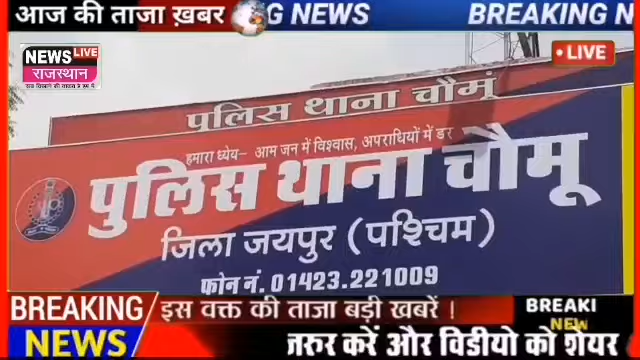 आज की ताजा ख़बर
G NEWS
BREAKING N
NEWS LIVE
राजस्थान
LIVE
पुलिस थाना चौमूं
हमारा ध्येय– आम जन में विश्वास, अपराधियों में डर
पुलिस थाना चौमू
जिला जयपुर (पश्चिम)
फोन नं. 01423.221009
BREAKING
NEWS
इस वक्त की ताजा बड़ी खबरें !
BREAKI
NEW
जरुर करें और विडीयो को शेयर